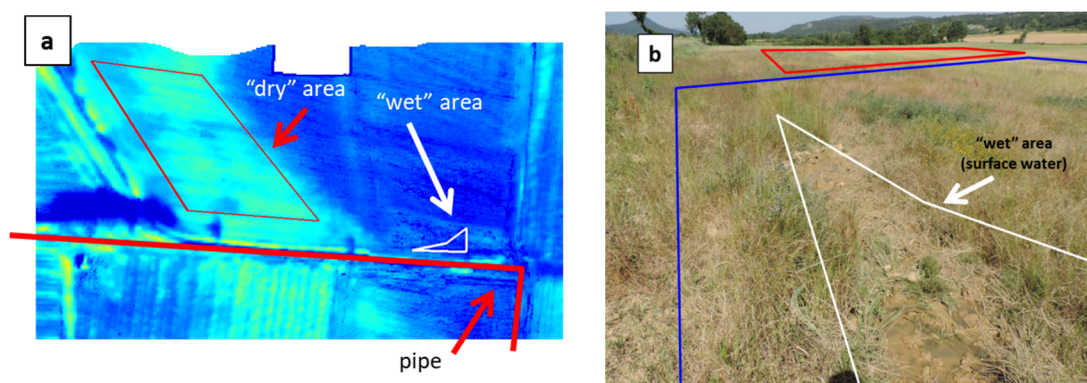 a
“dry” area
“wet” area
pipe
b
“wet” area
(surface water)